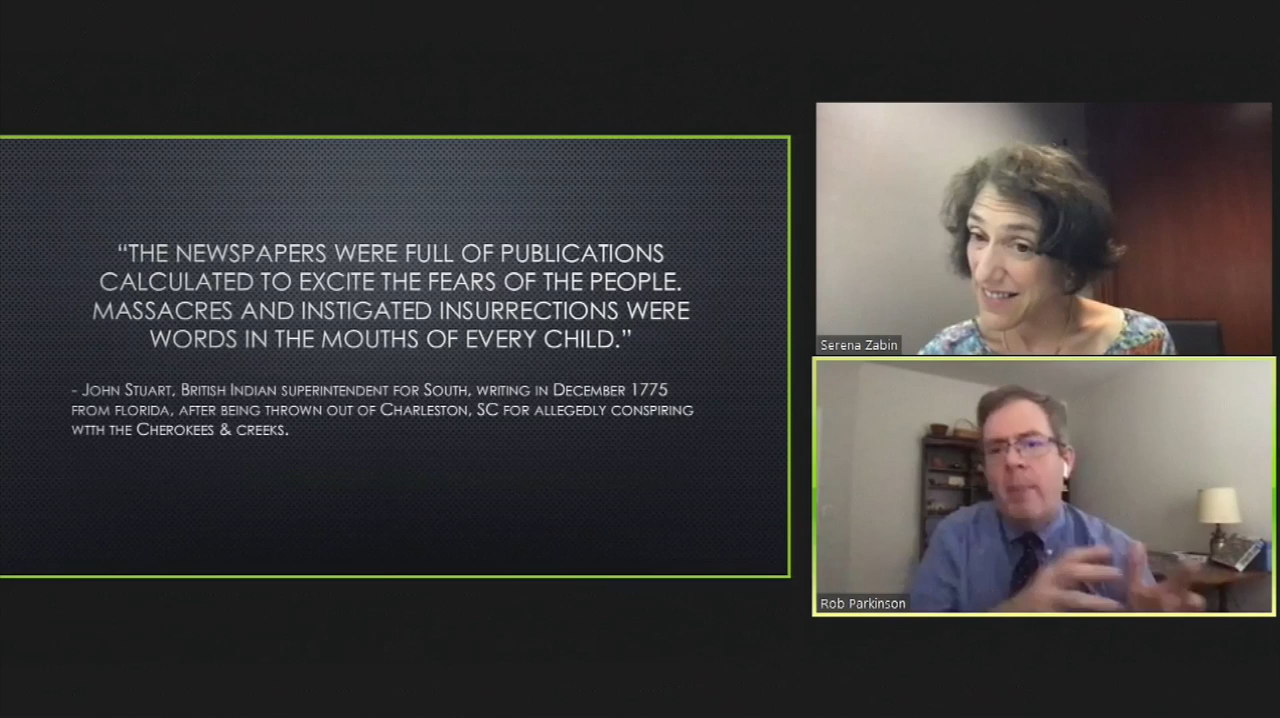 “THE NEWSPAPERS WERE FULL OF PUBLICATIONS
CALCULATED TO EXCITE THE FEARS OF THE PEOPLE.
MASSACRES AND INSTIGATED INSURRECTIONS WERE
WORDS IN THE MOUTHS OF EVERY CHILD.”
- JOHN STUART, BRITISH INDIAN SUPERINTENDENT FOR SOUTH, WRITING IN DECEMBER 1775
FROM FLORIDA, AFTER BEING THROWN OUT OF CHARLESTON, SC FOR ALLEGEDLY CONSPIRING
WTTH THE CHEROKEES & CREEKS.
Serena Zabin
Rob Parkinson